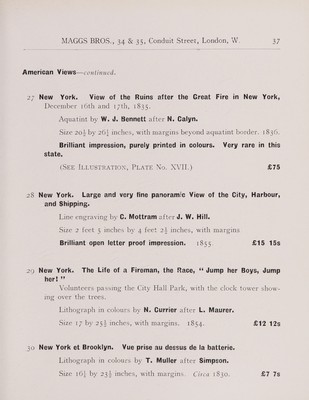 MAGGS BROS., 34 & 35, Conduit Street, London, W. 37
American Views—continued.
27 New York. View of the Ruins after the Great Fire in New York,
December 16th and 17th, 1835.
Aquatint by W. J. Bennett after N. Calyn.
Size 20½ by 26½ inches, with margins beyond aquatint border. 1836.
Brilliant impression, purely printed in colours. Very rare in this
state.
(See Illustration, Plate No. XVII.) £75
28 New York. Large and very fine panoramic View of the City, Harbour,
and Shipping.
Line engraving by C. Mottram after J. W. Hill.
Size 2 feet 3 inches by 4 feet 2½ inches, with margins
Brilliant open letter proof impression. 1855. £15 15s
29 New York. The Life of a Fireman, the Race, "Jump her Boys, Jump
her!"
Volunteers passing the City Hall Park, with the clock tower show-
ing over the trees.
Lithograph in colours by N. Currier after L. Maurer.
Size 17 by 25½ inches, with margins. 1854. £12 12s
30 New York et Brooklyn. Vue prise au dessus de la batterie.
Lithograph in colours by T. Muller after Simpson.
Size 16½ by 23½ inches, with margins. Circa 1830. £7 7s